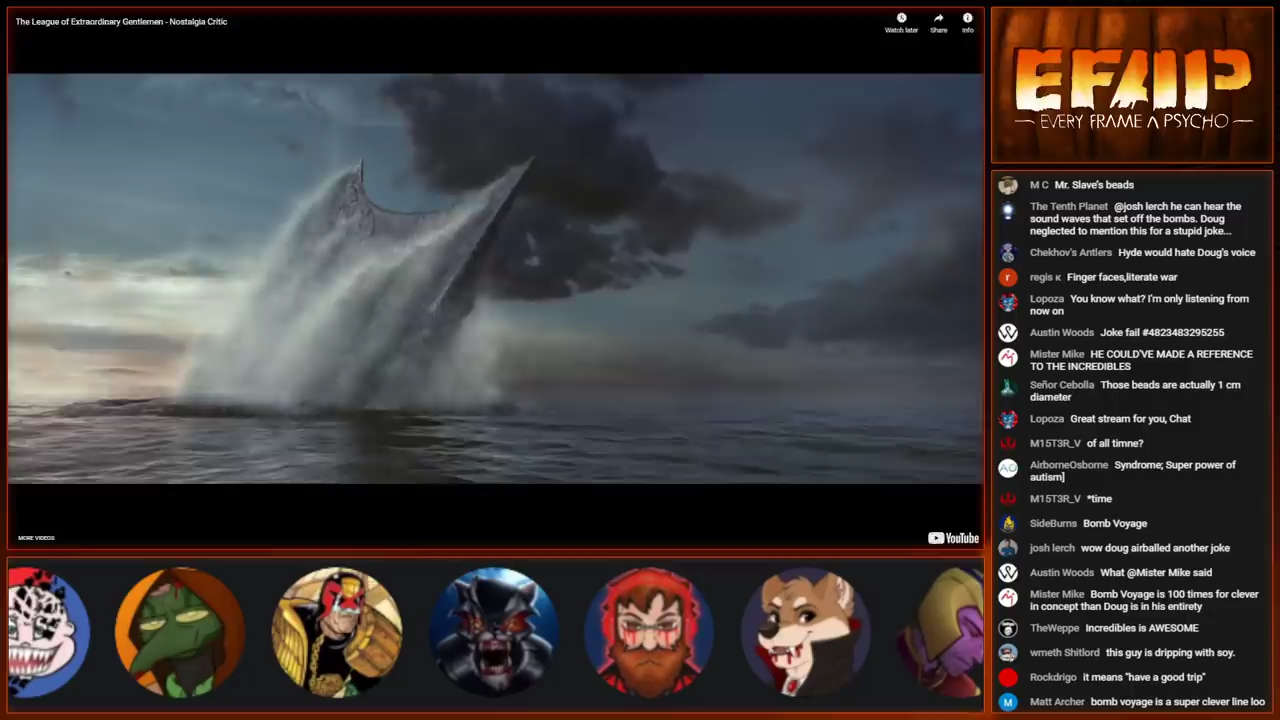 The League of Extraordinary Gentlemen - Nostalgia Critic
Watch later
Share
Info
MORE VIDEOS
YouTube
EFAP
EVERY FRAME A PSYCHO
M C Mr. Slave's beads
The Tenth Planet @josh lerch he can hear the
sound waves that set off the bombs. Doug
neglected to mention this for a stupid joke...
Chekhov's Antlers Hyde would hate Doug's voice
r
regis κ Finger faces,literate war
Lopoza You know what? I'm only listening from
now on
Austin Woods Joke fail #4823483295255
Mister Mike HE COULD'VE MADE A REFERENCE
TO THE INCREDIBLES
Señor Cebolla Those beads are actually 1 cm
diameter
Lopoza Great stream for you, Chat
M15T3R_V of all timne?
AO
AirborneOsborne Syndrome; Super power of
autism]
M15T3R_V *time
SideBurns Bomb Voyage
josh lerch wow doug airballed another joke
Austin Woods What @Mister Mike said
Mister Mike Bomb Voyage is 100 times for clever
in concept than Doug is in his entirety
TheWeppe Incredibles is AWESOME
wmeth Shitlord this guy is dripping with soy.
Rockdrigo it means "have a good trip"
M
Matt Archer bomb voyage is a super clever line loo